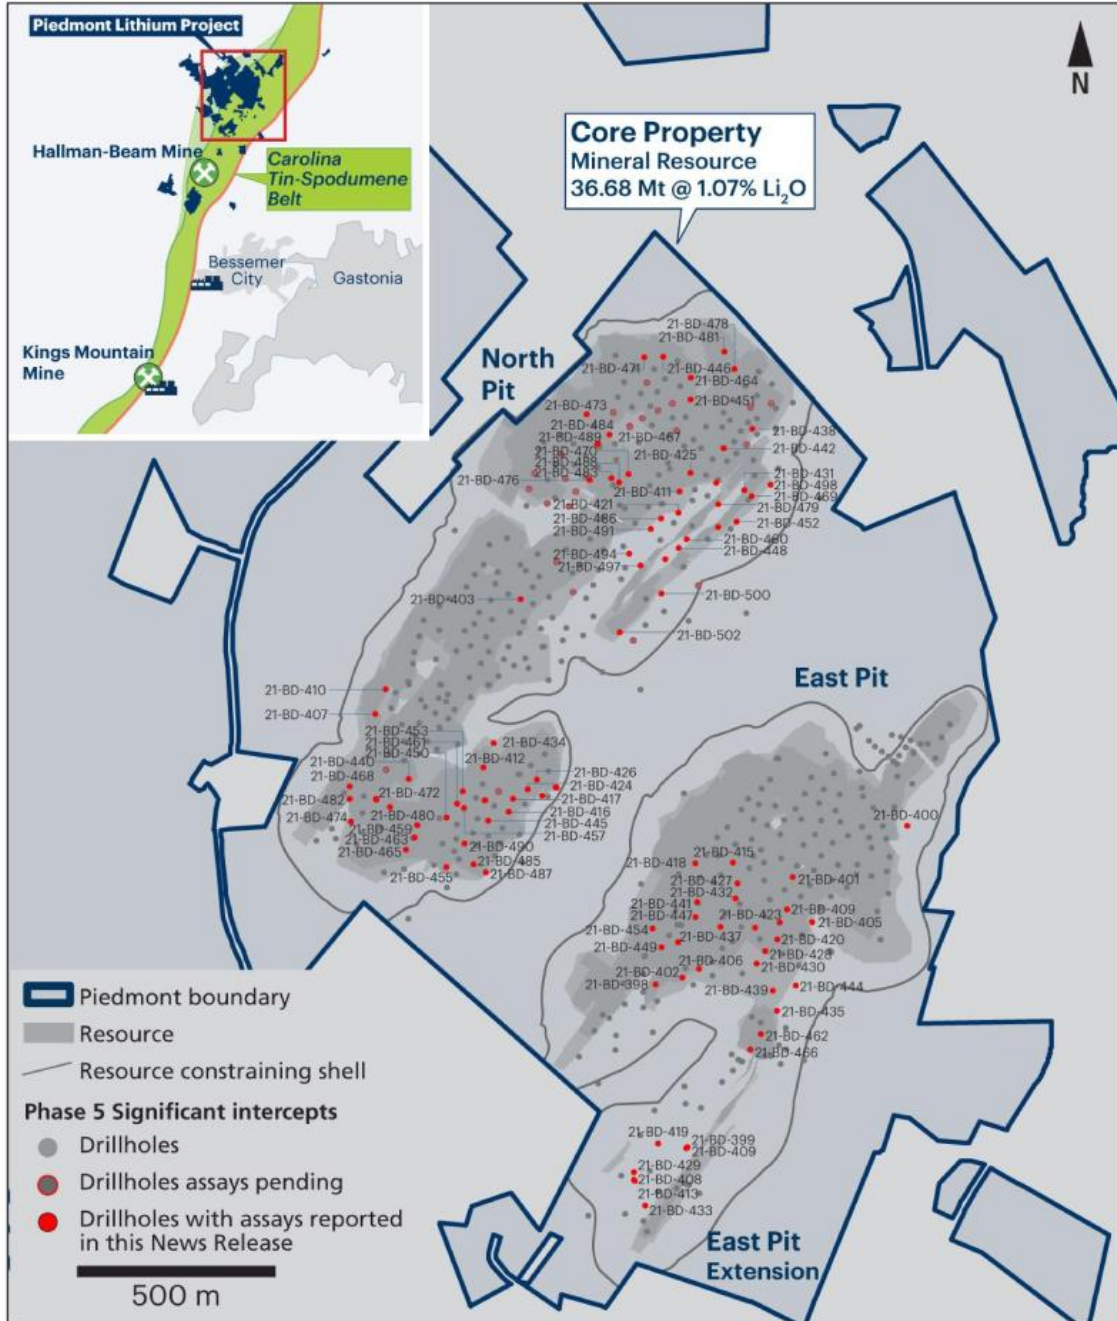 Piedmont Lithium Project
Hallman-Beam Mine
Carolina
Tin-Spodumene
Belt
Bessemer
City
Gastonia
Kings Mountain
Mine
N
Core Property
Mineral Resource
36.68 Mt @ 1.07% Li₂O
North
Pit
21-BD-478
21-BD-481
21-BD-471
21-BD-446
21-BD-464
21-BD-451
21-BD-473
21-BD-484
21-BD-489
21-BD-467
21-BD-438
21-BD-442
21-BD-470
21-BD-425
21-BD-488
21-BD-483
21-BD-476
21-BD-411
21-BD-431
21-BD-498
21-BD-469
21-BD-421
21-BD-479
21-BD-486
21-BD-452
21-BD-491
21-BD-460
21-BD-448
21-BD-494
21-BD-497
21-BD-403
21-BD-500
21-BD-502
East Pit
21-BD-410
21-BD-407
21-BD-453
21-BD-461
21-BD-450
21-BD-434
21-BD-440
21-BD-412
21-BD-468
21-BD-426
21-BD-424
21-BD-482
21-BD-472
21-BD-417
21-BD-474
21-BD-480
21-BD-416
21-BD-459
21-BD-445
21-BD-463
21-BD-457
21-BD-465
21-BD-490
21-BD-485
21-BD-455
21-BD-487
21-BD-400
21-BD-418
21-BD-415
21-BD-427
21-BD-401
21-BD-432
21-BD-441
21-BD-409
21-BD-447
21-BD-423
21-BD-405
21-BD-454
21-BD-437
21-BD-420
21-BD-449
21-BD-428
21-BD-406
21-BD-430
21-BD-402
21-BD-398
21-BD-439
21-BD-444
21-BD-435
21-BD-462
21-BD-466
21-BD-419
21-BD-399
21-BD-409
21-BD-429
21-BD-408
21-BD-413
21-BD-433
East Pit
Extension
Piedmont boundary
Resource
Resource constraining shell
Phase 5 Significant intercepts
Drillholes
Drillholes assays pending
Drillholes with assays reported
in this News Release
500 m